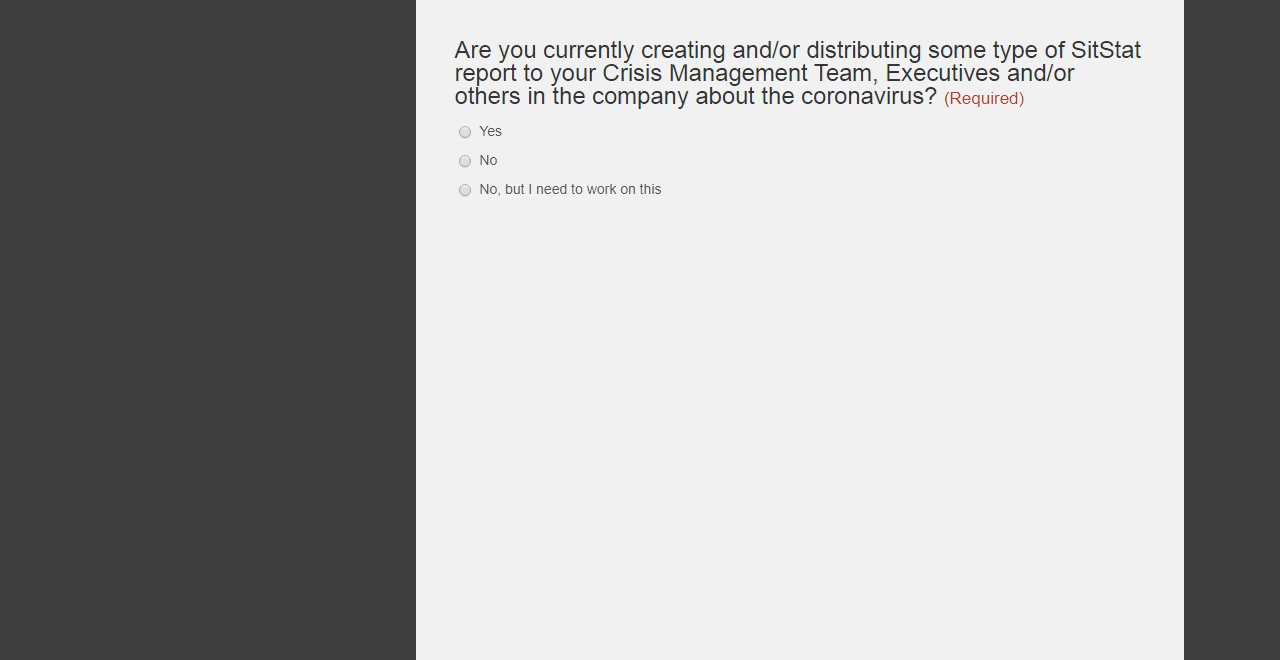 Are you currently creating and/or distributing some type of SitStat
report to your Crisis Management Team, Executives and/or
others in the company about the coronavirus? (Required)
Yes
No
No, but I need to work on this